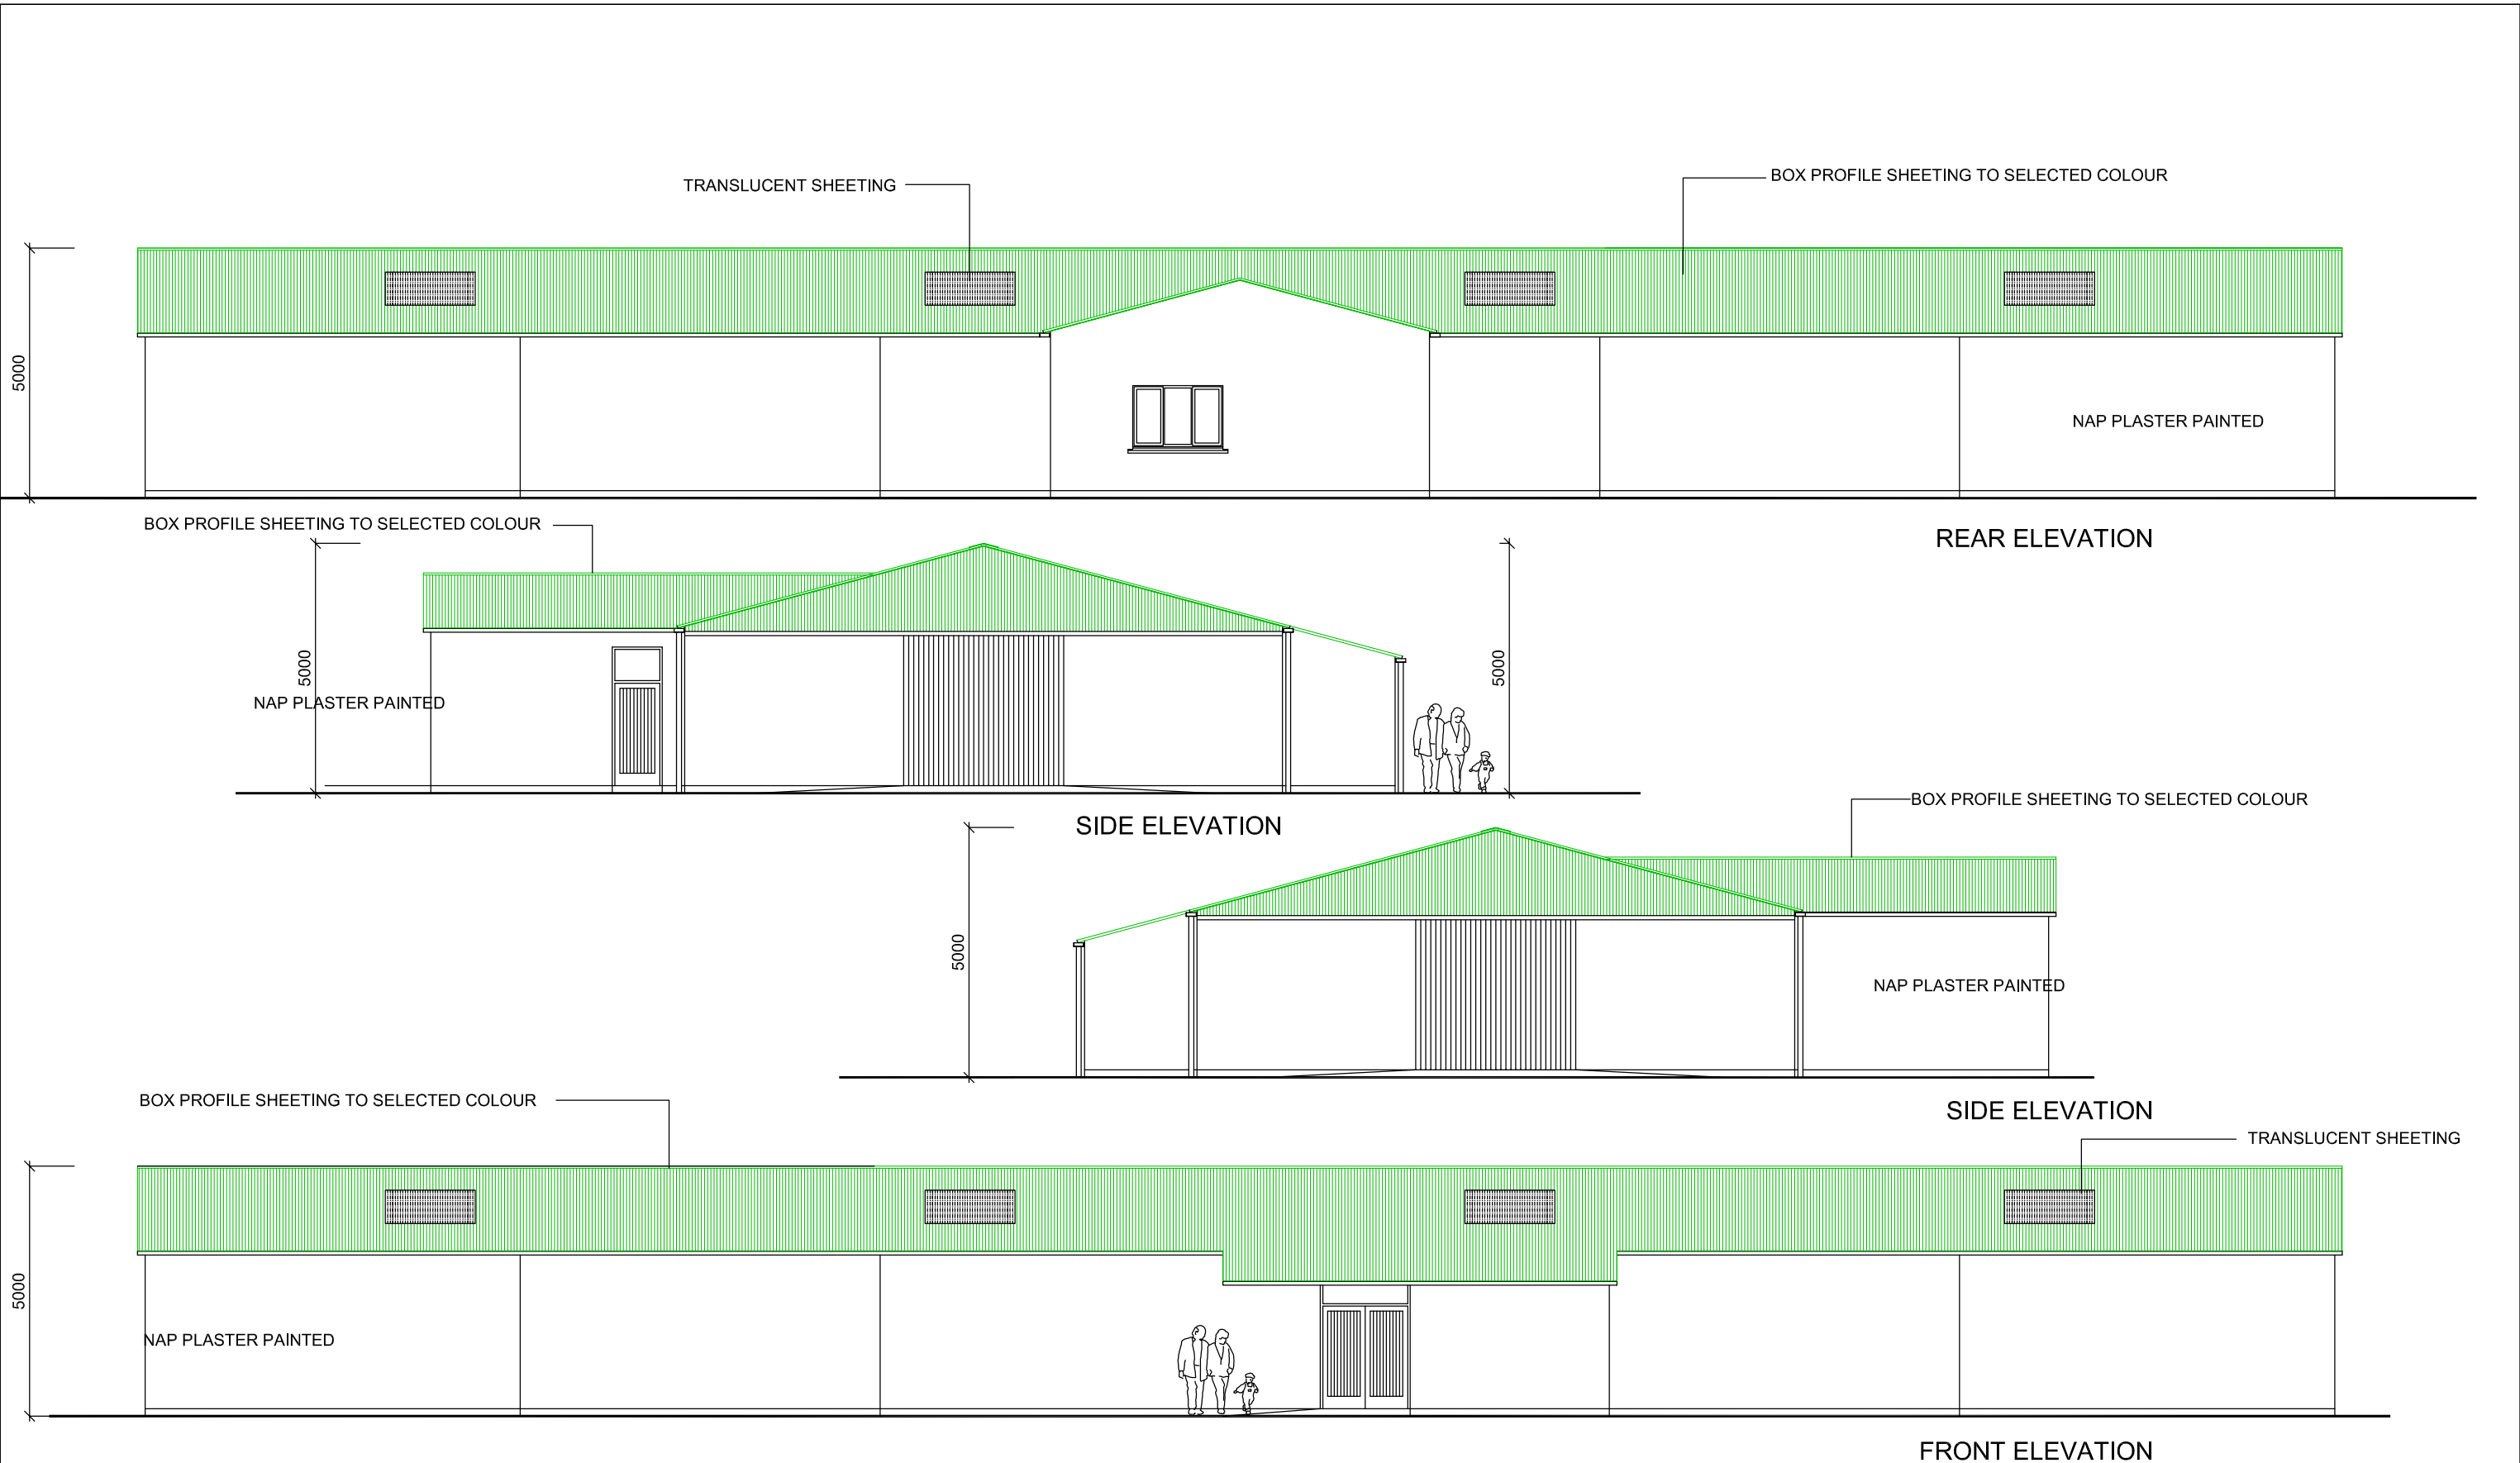 TRANSLUCENT SHEETING
BOX PROFILE SHEETING TO SELECTED COLOUR
5000
NAP PLASTER PAINTED
REAR ELEVATION
BOX PROFILE SHEETING TO SELECTED COLOUR
5000
NAP PLASTER PAINTED
5000
SIDE ELEVATION
BOX PROFILE SHEETING TO SELECTED COLOUR
5000
NAP PLASTER PAINTED
SIDE ELEVATION
BOX PROFILE SHEETING TO SELECTED COLOUR
TRANSLUCENT SHEETING
5000
NAP PLASTER PAINTED
FRONT ELEVATION